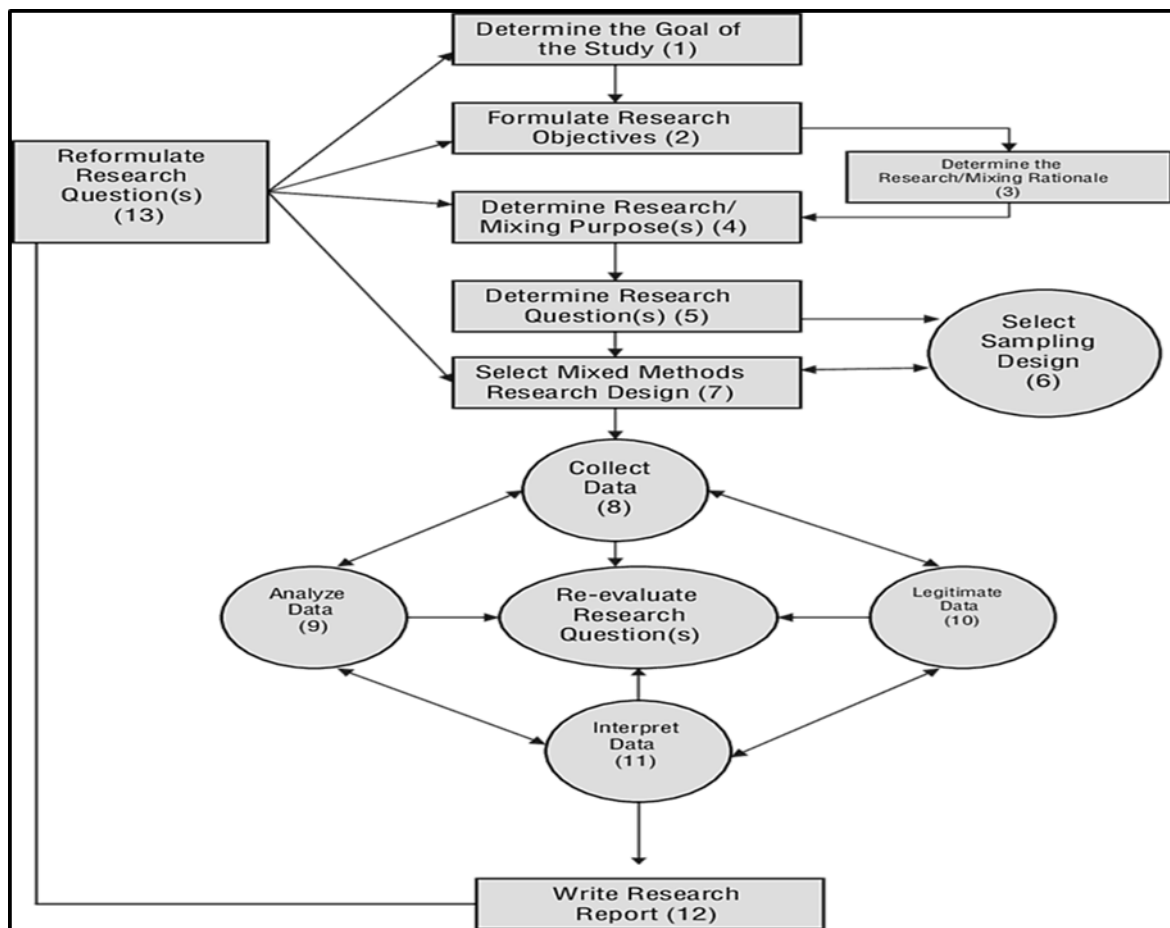 Determine the Goal of
the Study (1)
Formulate Research
Objectives (2)
Reformulate
Research
Question(s)
(13)
Determine the
Research/Mixing Rationale
(3)
Determine Research/
Mixing Purpose(s) (4)
Determine Research
Question(s) (5)
Select
Sampling
Design
(6)
Select Mixed Methods
Research Design (7)
Collect
Data
(8)
Analyze
Data
(9)
Re-evaluate
Research
Question(s)
Legitimate
Data
(10)
Interpret
Data
(11)
Write Research
Report (12)